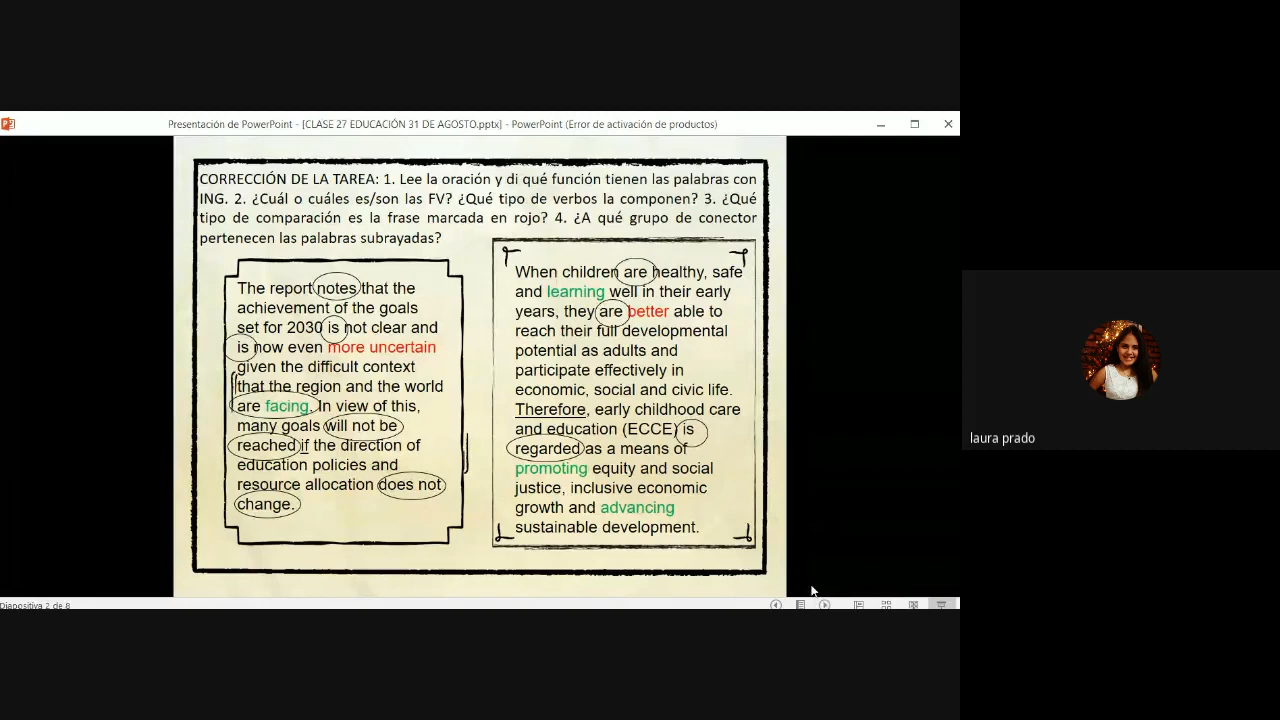 Presentación de PowerPoint - [CLASE 27 EDUCACIÓN 31 DE AGOSTO.pptx] - PowerPoint (Error de activación de productos)
CORRECCIÓN DE LA TAREA: 1. Lee la oración y di qué función tienen las palabras con
ING. 2. ¿Cuál o cuáles es/son las FV? ¿Qué tipo de verbos la componen? 3. ¿Qué
tipo de comparación es la frase marcada en rojo? 4. ¿A qué grupo de conector
pertenecen las palabras subrayadas?
The report notes that the
achievement of the goals
set for 2030 is not clear and
is now even more uncertain
given the difficult context
that the region and the world
are facing. In view of this,
many goals will not be
reached if the direction of
education policies and
resource allocation does not
change.
When children are healthy, safe
and learning well in their early
years, they are better able to
reach their full developmental
potential as adults and
participate effectively in
economic, social and civic life.
Therefore, early childhood care
and education (ECCE) is
regarded as a means of
promoting equity and social
justice, inclusive economic
growth and advancing
sustainable development.
Diapositiva 2 de 8
laura prado